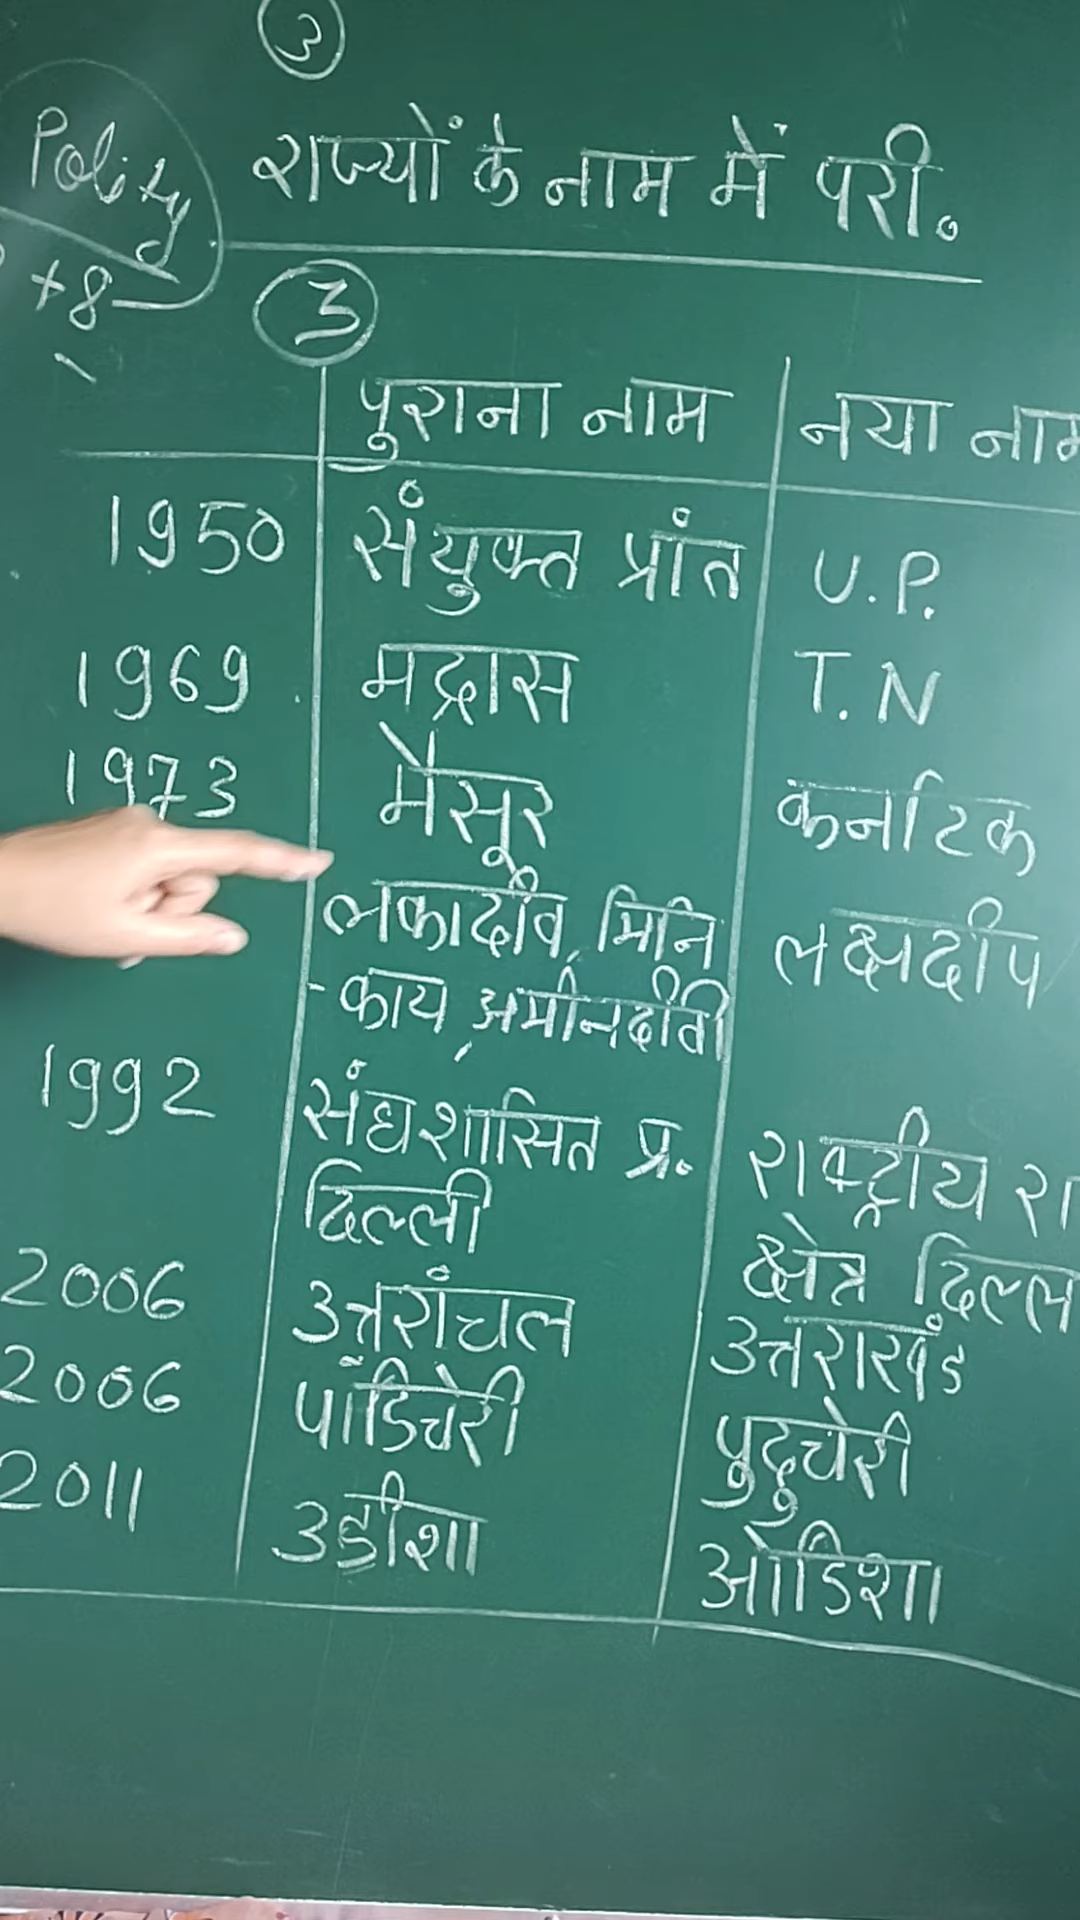 3
Polity
राज्यों के नाम में परी.
+8
3
पुराना नाम नया नाम
1950 संयुक्त प्रांत U.P.
1969 मद्रास T.N
1973 मैसूर कर्नाटक
लकादीव, मिनि लक्षदीप
-काय, अमीनदीवी
1992 संघशासित प्र. राष्ट्रीय रा
दिल्ली क्षेत्र दिल्ल
2006 उत्तरांचल उत्तराखंड
2006 पांडिचेरी पुदुचेरी
2011 उडीशा ओडिशा